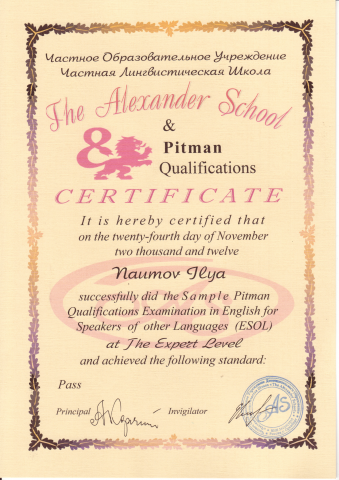 Частное Образовательное Учреждение
Частная Лингвистическая Школа
The Alexander School
&
&
Pitman
Qualifications
CERTIFICATE
It is hereby certified that
on the twenty-fourth day of November
two thousand and twelve
Naumov Ilya
successfully did the Sample Pitman
Qualifications Examination in English for
Speakers of other Languages (ESOL)
at The Expert Level
and achieved the following standard:
Pass
Principal
Invigilator
AS